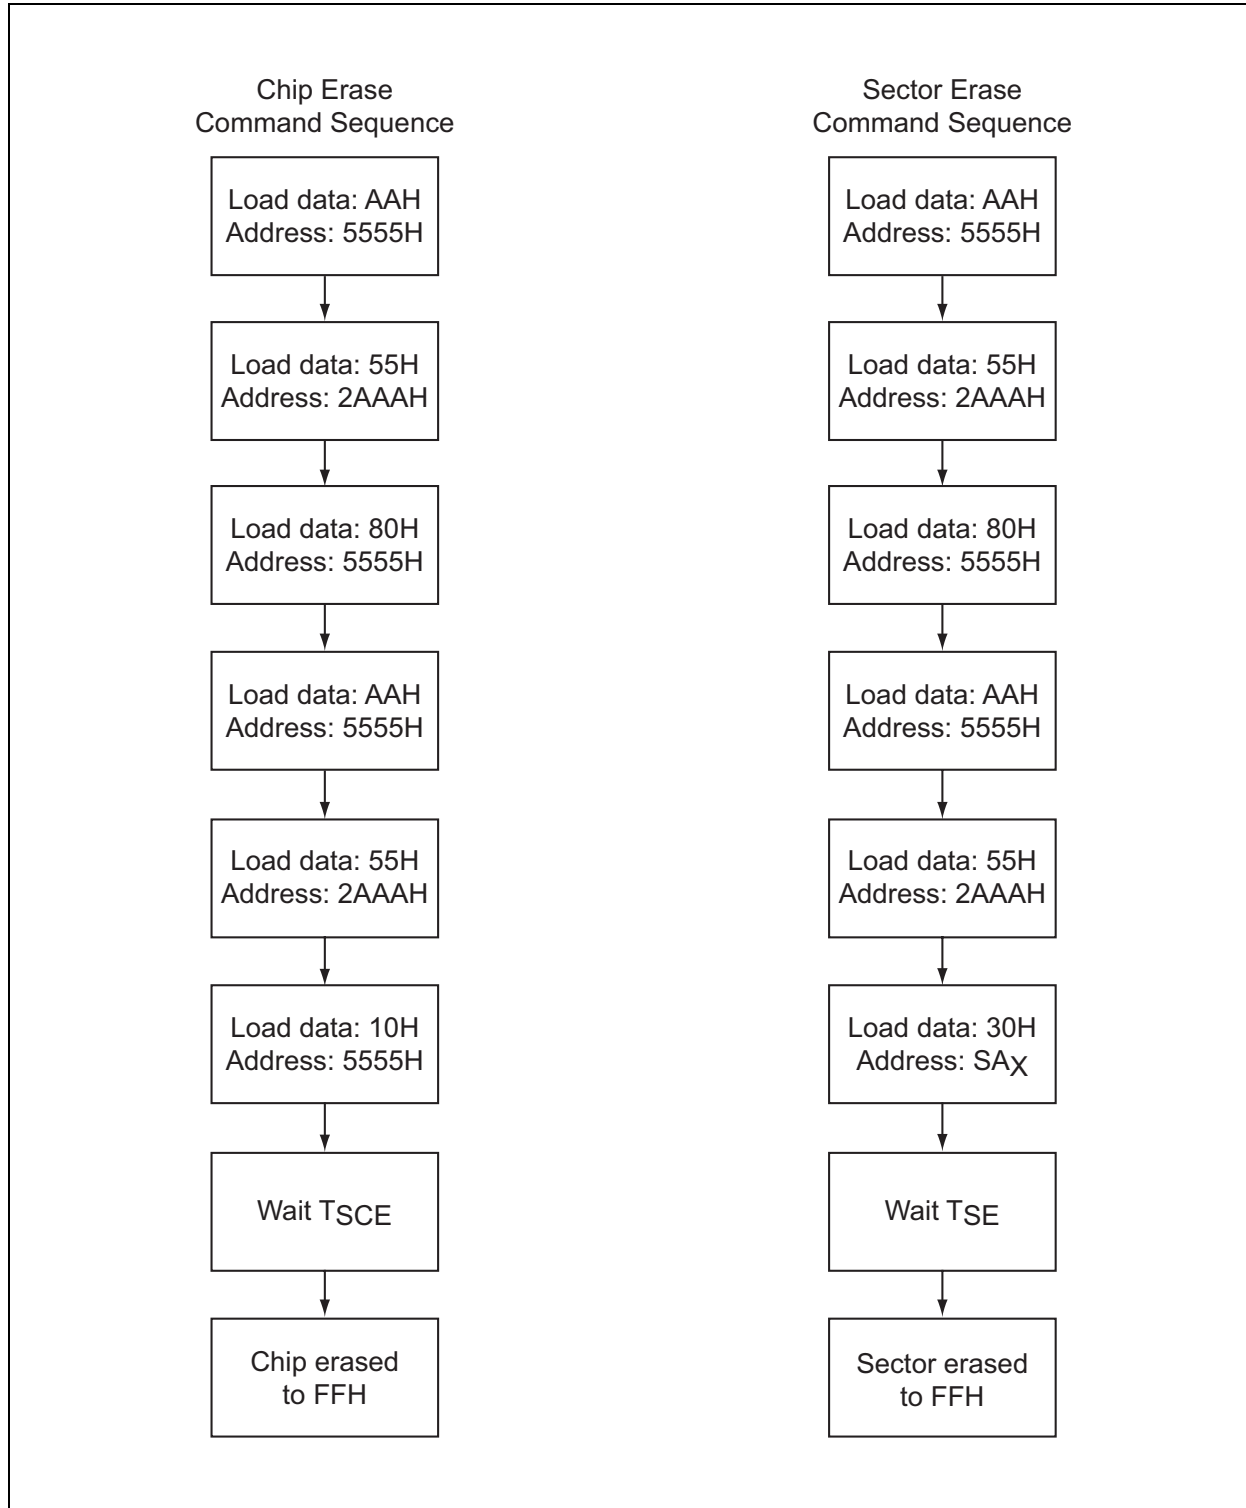 Chip Erase
Command Sequence
Load data: AAH
Address: 5555H
Load data: 55H
Address: 2AAAH
Load data: 80H
Address: 5555H
Load data: AAH
Address: 5555H
Load data: 55H
Address: 2AAAH
Load data: 10H
Address: 5555H
Wait TSCE
Chip erased
to FFH
Sector Erase
Command Sequence
Load data: AAH
Address: 5555H
Load data: 55H
Address: 2AAAH
Load data: 80H
Address: 5555H
Load data: AAH
Address: 5555H
Load data: 55H
Address: 2AAAH
Load data: 30H
Address: SAX
Wait TSE
Sector erased
to FFH